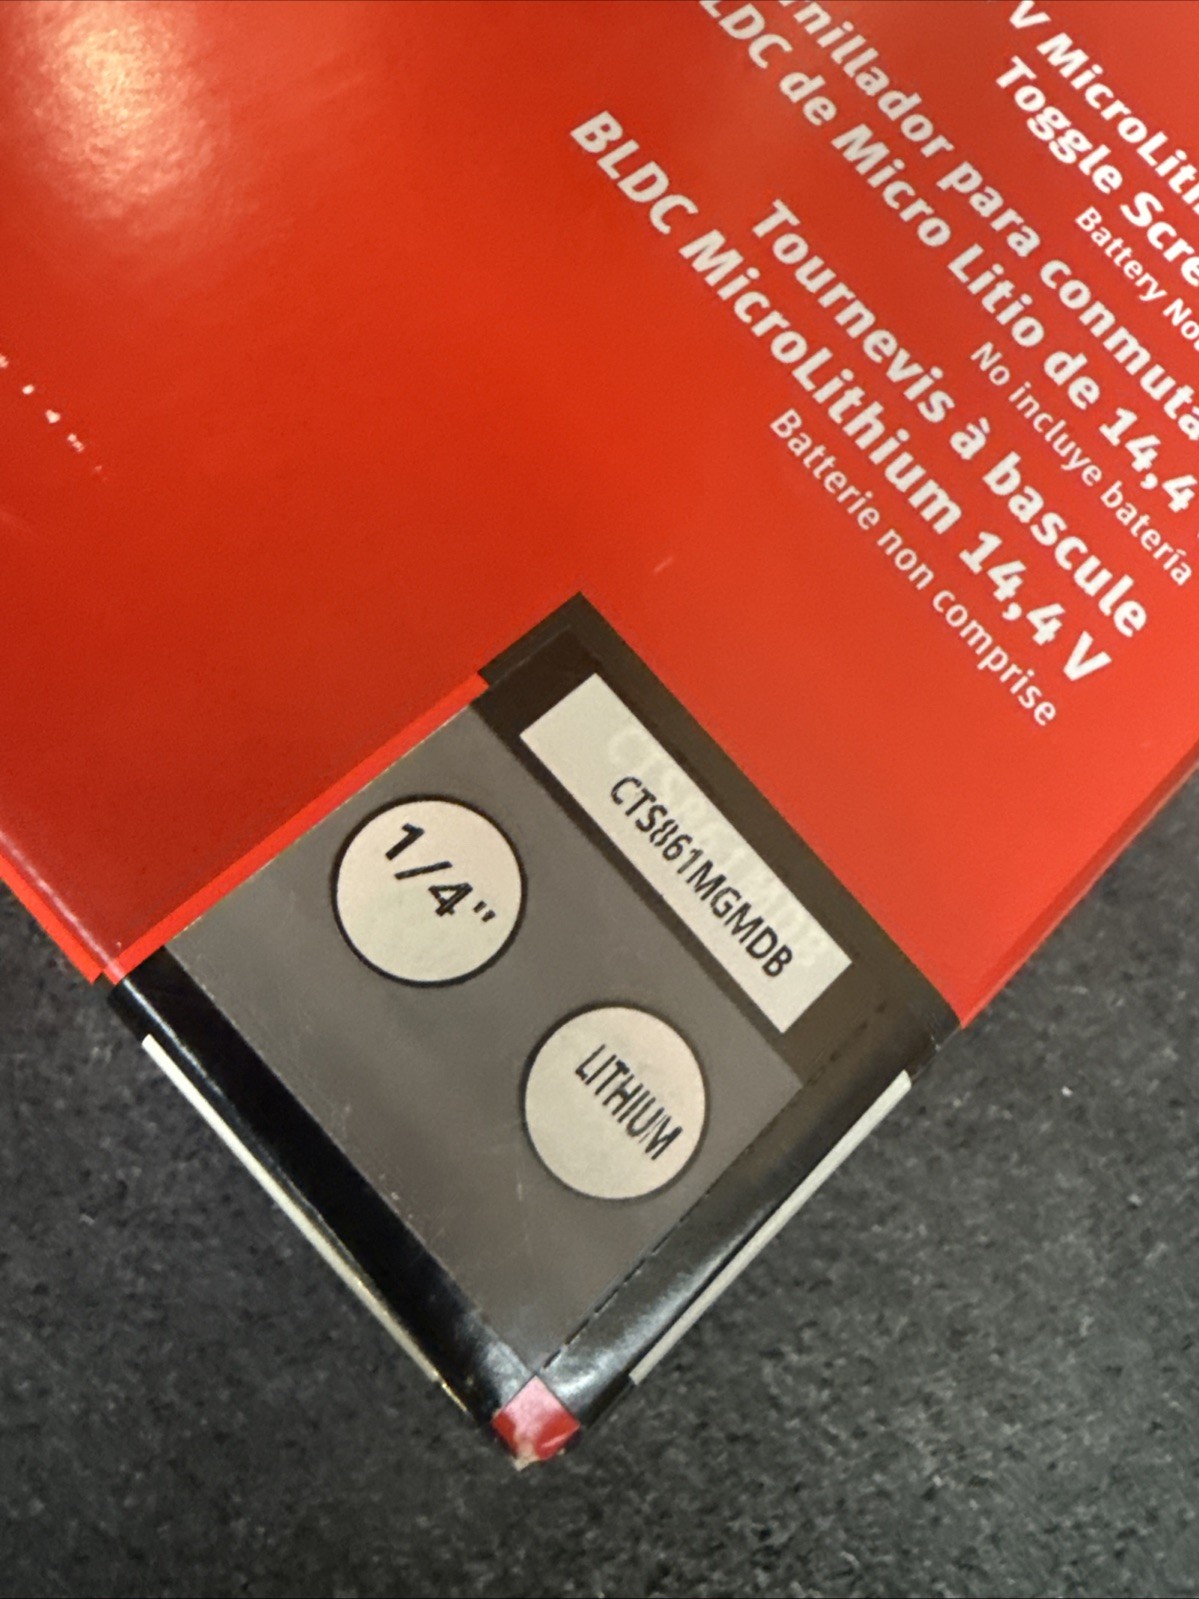 V MicroLith
Toggle Scre
Battery Not
nillador para conmuta
LDC de Micro Litio de 14,4
No incluye batería
Tournevis à bascule
BLDC MicroLithium 14,4 V
Batterie non comprise
CTS861MGMDB
1/4"
LITHIUM